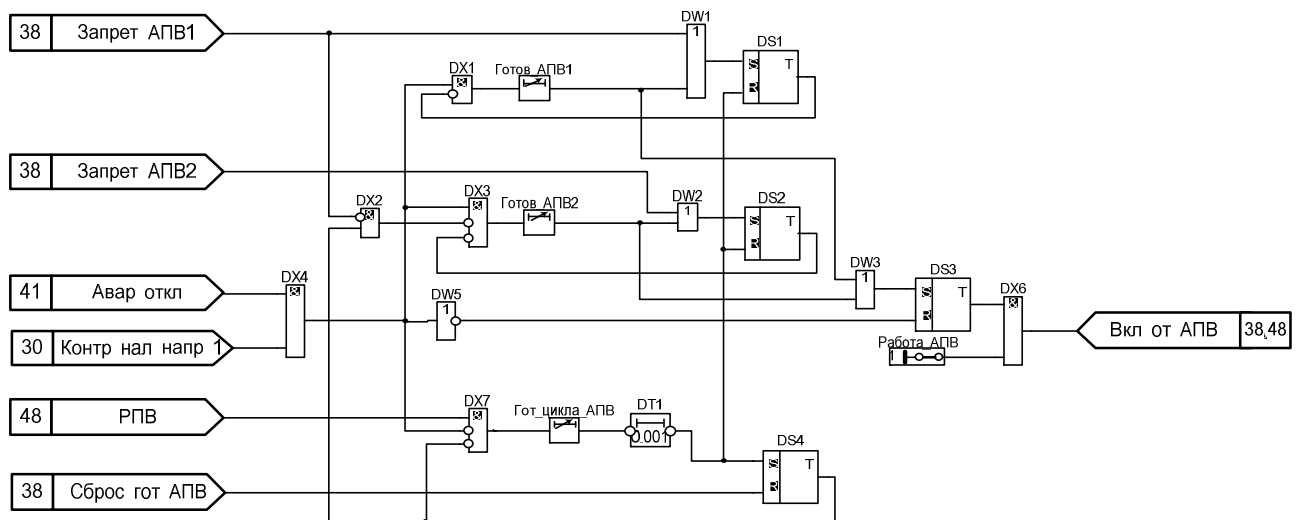 DW1
38 Запрет АПВ1
1
DS1
T
DX1
Готов_АПВ1
&
38 Запрет АПВ2
DX2
DX3
Готов_АПВ2
DW2
1
DS2
T
41 Авар откл
DX4
DW5
1
DW3
1
DS3
T
DX6
30 Контр нал напр 1
Вкл от АПВ 38,48
Работа_АПВ
1
48 РПВ
DX7
Гот_цикла_АПВ
DT1
0.001
DS4
T
38 Сброс гот АПВ